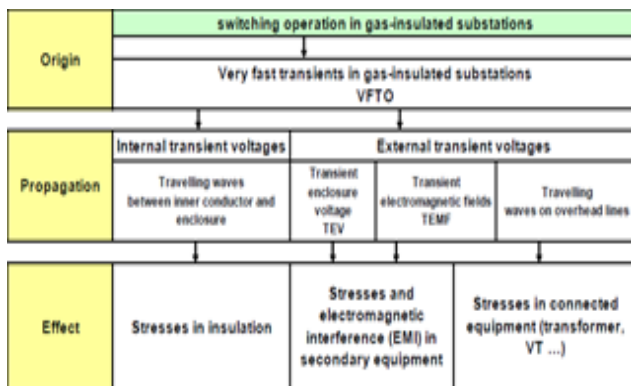 switching operation in gas-insulated substations
Origin
Very fast transients in gas-insulated substations
VFTO
Internal transient voltages
External transient voltages
Propagation
Travelling waves
between inner conductor and
enclosure
Transient
enclosure
voltage
TEV
Transient
electromagnetic fields
TEMF
Travelling
waves on overhead lines
Effect
Stresses in insulation
Stresses and
electromagnetic
interference (EMI) in
secondary equipment
Stresses in connected
equipment (transformer,
VT ...)